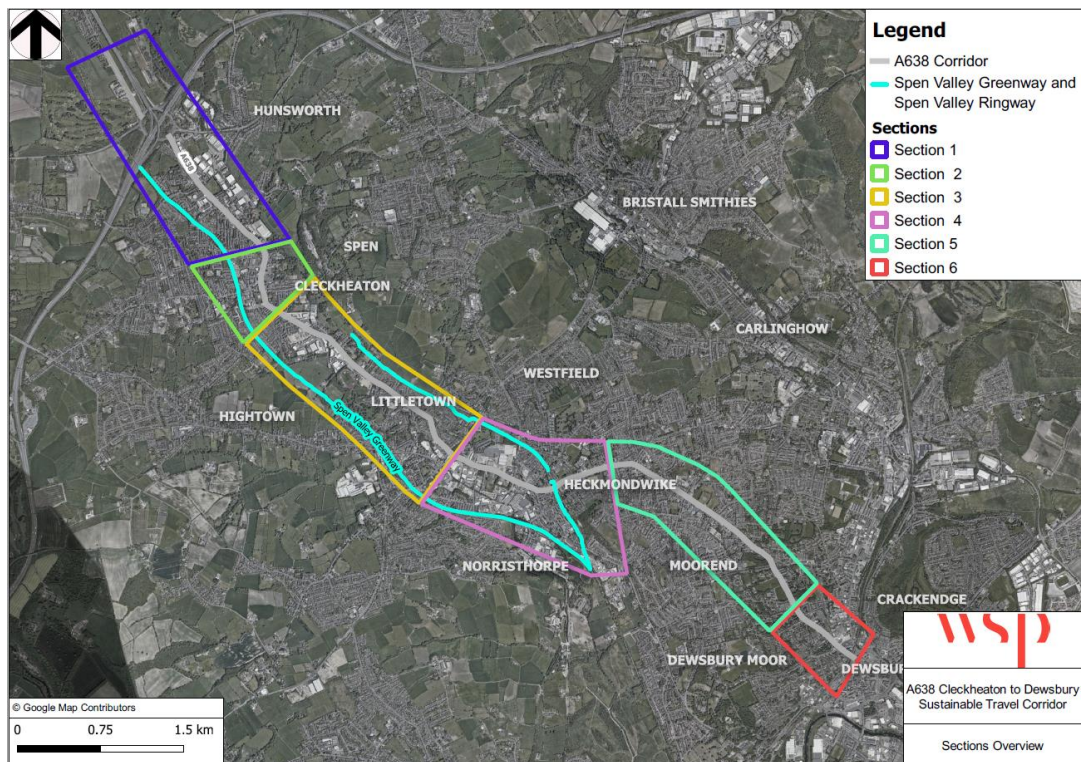 Legend
A638 Corridor
Spen Valley Greenway and
Spen Valley Ringway
Sections
Section 1
Section 2
Section 3
Section 4
Section 5
Section 6
HUNSWORTH
A638
BRISTALL SMITHIES
SPEN
CLECKHEATON
CARLINGHOW
WESTFIELD
LITTLETOWN
HIGHTOWN
Spen Valley Greenway
HECKMONDWIKE
NORRISTHORPE
MOOREND
CRACKENDGE
DEWSBURY MOOR
DEWSBUR
wsp
A638 Cleckheaton to Dewsbury
Sustainable Travel Corridor
Sections Overview
© Google Map Contributors
0 0.75 1.5 km